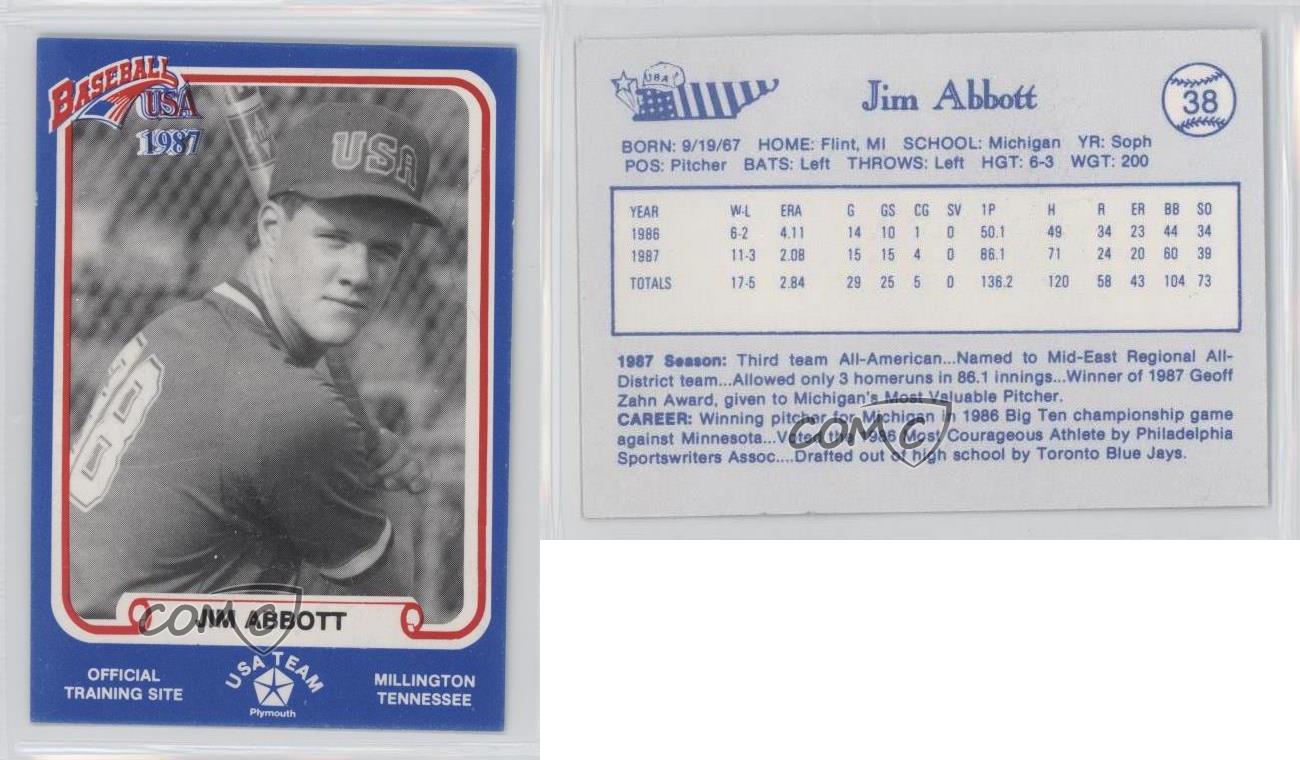 BASEBALL
USA
1987
USA
JIM ABBOTT
COMC
OFFICIAL
TRAINING SITE
USA TEAM
Plymouth
MILLINGTON
TENNESSEE
USA
Jim Abbott
38
BORN: 9/19/67 HOME: Flint, MI SCHOOL: Michigan YR: Soph
POS: Pitcher BATS: Left THROWS: Left HGT: 6-3 WGT: 200
YEAR W-L ERA G GS CG SV 1P H R ER BB SO
1986 6-2 4.11 14 10 1 0 50.1 49 34 23 44 34
1987 11-3 2.08 15 15 4 0 86.1 71 24 20 60 39
TOTALS 17-5 2.84 29 25 5 0 136.2 120 58 43 104 73
1987 Season: Third team All-American...Named to Mid-East Regional All-
District team...Allowed only 3 homeruns in 86.1 innings...Winner of 1987 Geoff
Zahn Award, given to Michigan's Most Valuable Pitcher.
CAREER: Winning pitcher for Michigan in 1986 Big Ten championship game
against Minnesota...Voted the 1986 Most Courageous Athlete by Philadelphia
Sportswriters Assoc....Drafted out of high school by Toronto Blue Jays.
COMC